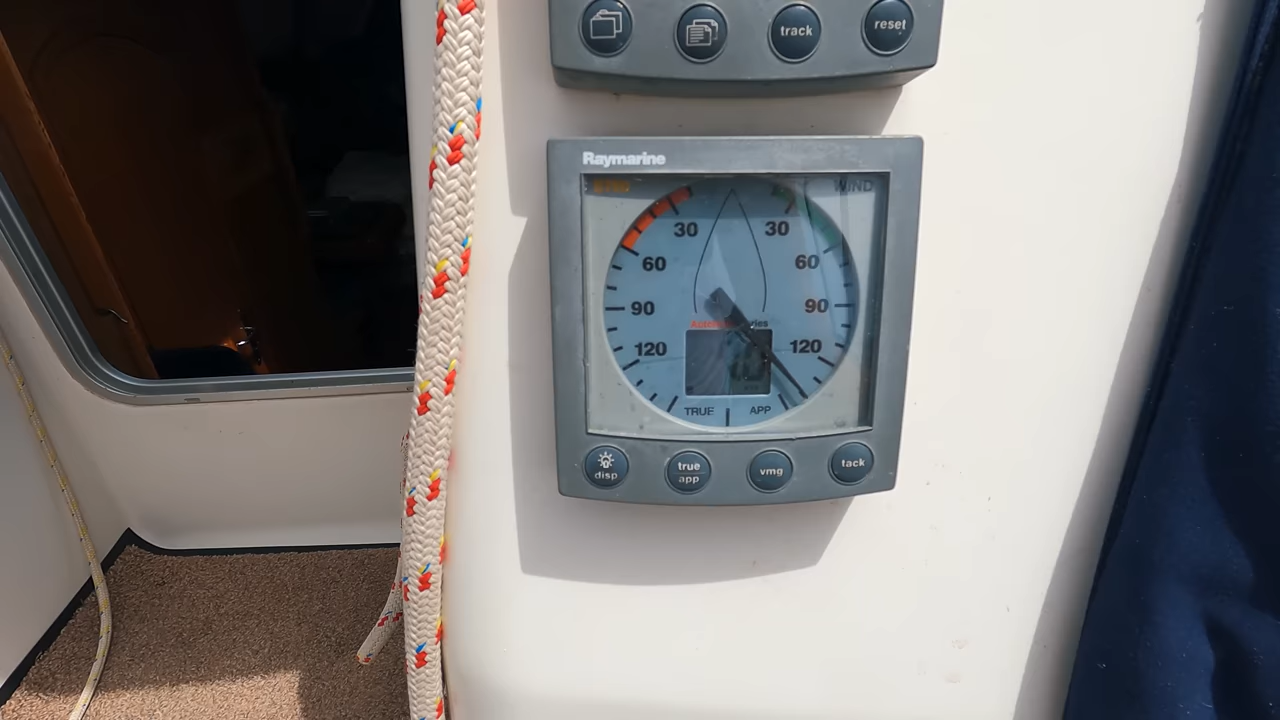 track
reset
Raymarine
WIND
30 30
60 60
90 90
120 120
TRUE APP
disp
true
app
vmg
tack